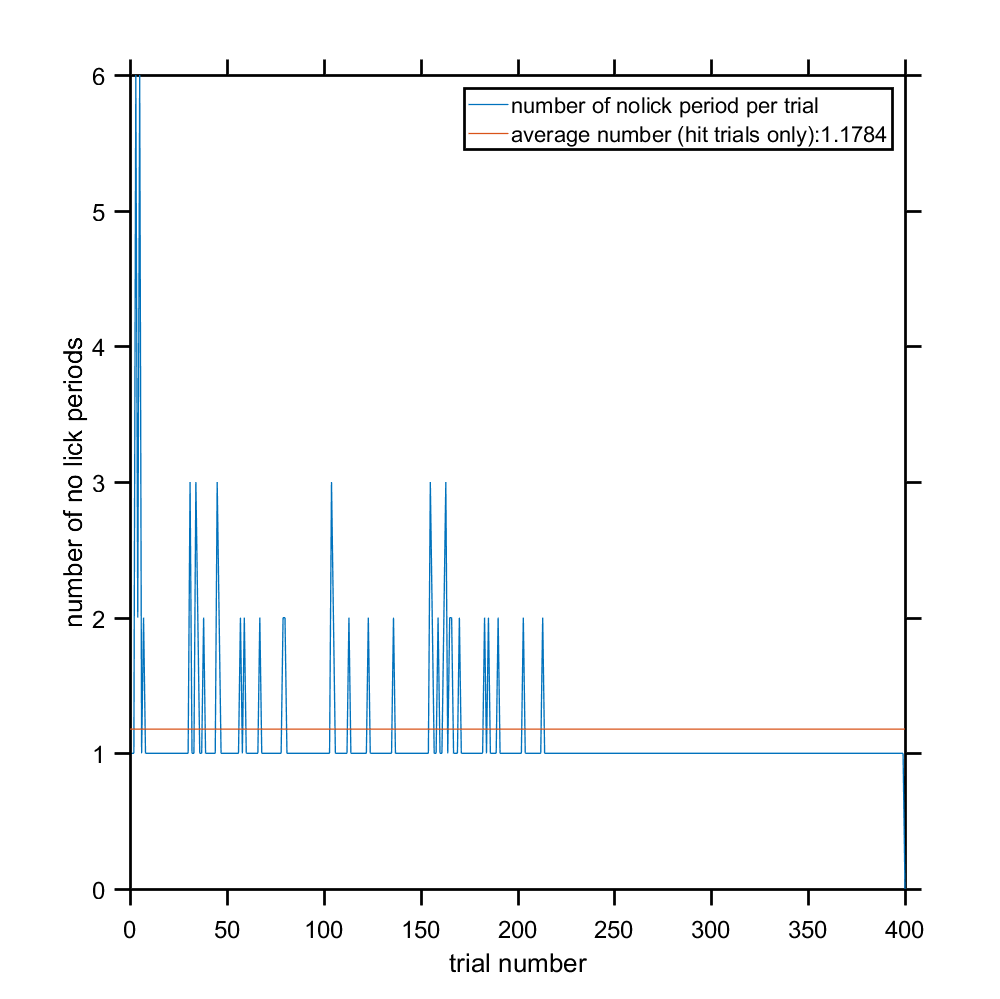 number of nolick period per trial
average number (hit trials only):1.1784
6
5
4
3
2
1
0
number of no lick periods
0 50 100 150 200 250 300 350 400
trial number